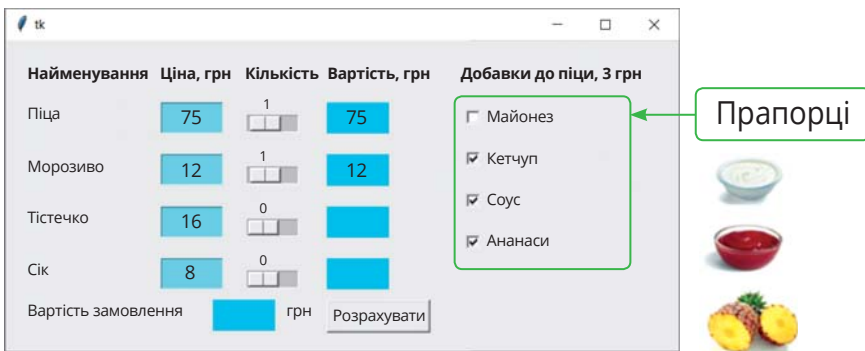 tk
Найменування Ціна, грн Кількість Вартість, грн Добавки до піци, 3 грн
Піца 75 1 75 Майонез
Прапорці
Морозиво 12 1 12 Кетчуп
Тістечко 16 0 Соус
Ананаси
Сік 8 0
Вартість замовлення грн Розрахувати